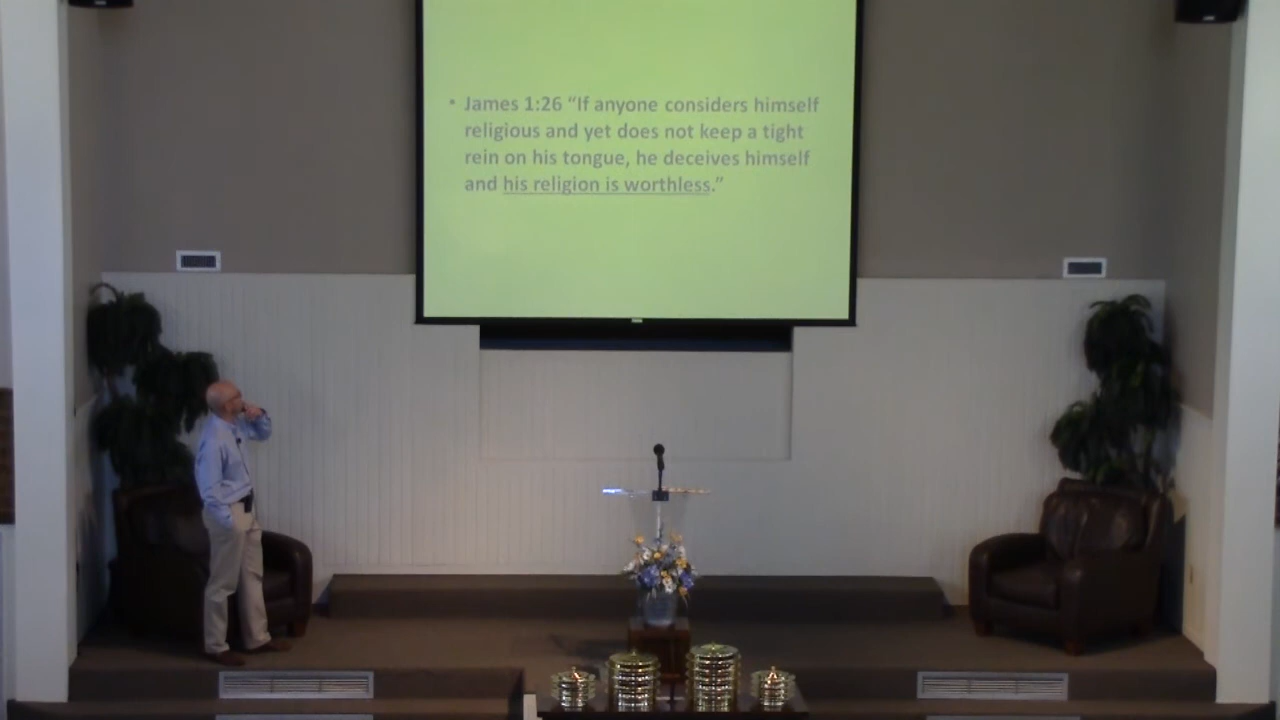 • James 1:26 “If anyone considers himself
religious and yet does not keep a tight
rein on his tongue, he deceives himself
and his religion is worthless.”